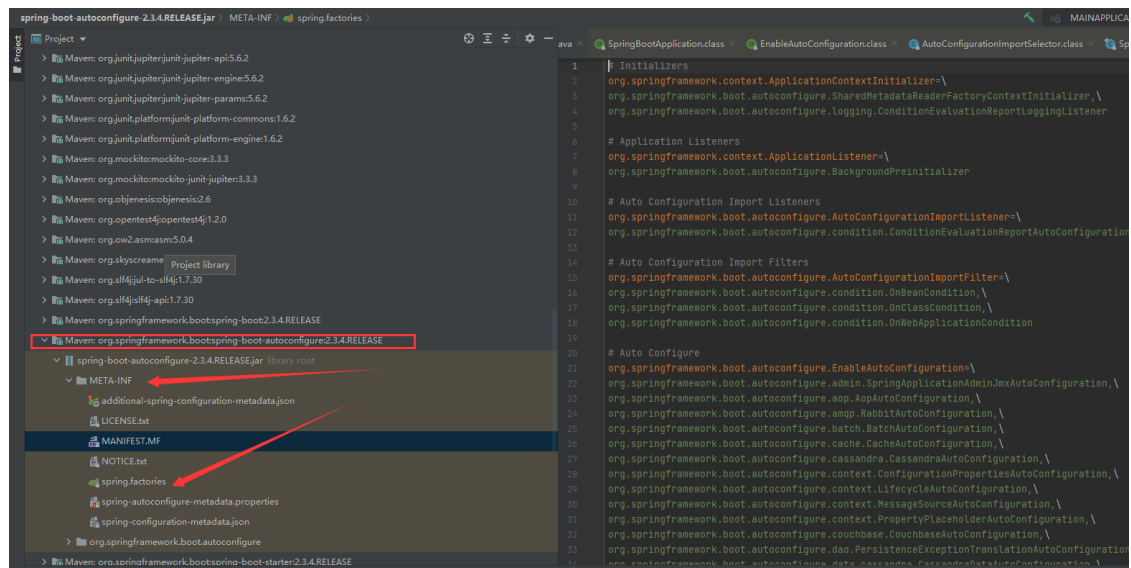 spring-boot-autoconfigure-2.3.4.RELEASE.jar › META-INF › spring.factories ›
MAINAPPLICA
Project
Project
ava
SpringBootApplication.class
EnableAutoConfiguration.class
AutoConfigurationImportSelector.class
Sp
Maven: org.junit.jupiter:junit-jupiter-api:5.6.2
Maven: org.junit.jupiter:junit-jupiter-engine:5.6.2
Maven: org.junit.jupiter:junit-jupiter-params:5.6.2
Maven: org.junit.platform:junit-platform-commons:1.6.2
Maven: org.junit.platform:junit-platform-engine:1.6.2
Maven: org.mockito:mockito-core:3.3.3
Maven: org.mockito:mockito-junit-jupiter:3.3.3
Maven: org.objenesis:objenesis:2.6
Maven: org.opentest4j:opentest4j:1.2.0
Maven: org.ow2.asm:asm:5.0.4
Maven: org.skyscreame
Project library
Maven: org.slf4j:jul-to-slf4j:1.7.30
Maven: org.slf4j:slf4j-api:1.7.30
Maven: org.springframework.boot:spring-boot:2.3.4.RELEASE
Maven: org.springframework.boot:spring-boot-autoconfigure:2.3.4.RELEASE
spring-boot-autoconfigure-2.3.4.RELEASE.jar library root
META-INF
additional-spring-configuration-metadata.json
LICENSE.txt
MANIFEST.MF
NOTICE.txt
spring.factories
spring-autoconfigure-metadata.properties
spring-configuration-metadata.json
org.springframework.boot.autoconfigure
Maven: org.springframework.boot:spring-boot-starter:2.3.4.RELEASE
1 # Initializers
2 org.springframework.context.ApplicationContextInitializer=\
3 org.springframework.boot.autoconfigure.SharedMetadataReaderFactoryContextInitializer,\
4 org.springframework.boot.autoconfigure.logging.ConditionEvaluationReportLoggingListener
5
6 # Application Listeners
7 org.springframework.context.ApplicationListener=\
8 org.springframework.boot.autoconfigure.BackgroundPreinitializer
9
10 # Auto Configuration Import Listeners
11 org.springframework.boot.autoconfigure.AutoConfigurationImportListener=\
12 org.springframework.boot.autoconfigure.condition.ConditionEvaluationReportAutoConfiguration
13
14 # Auto Configuration Import Filters
15 org.springframework.boot.autoconfigure.AutoConfigurationImportFilter=\
16 org.springframework.boot.autoconfigure.condition.OnBeanCondition,\
17 org.springframework.boot.autoconfigure.condition.OnClassCondition,\
18 org.springframework.boot.autoconfigure.condition.OnWebApplicationCondition
19
20 # Auto Configure
21 org.springframework.boot.autoconfigure.EnableAutoConfiguration=\
22 org.springframework.boot.autoconfigure.admin.SpringApplicationAdminJmxAutoConfiguration,\
23 org.springframework.boot.autoconfigure.aop.AopAutoConfiguration,\
24 org.springframework.boot.autoconfigure.amqp.RabbitAutoConfiguration,\
25 org.springframework.boot.autoconfigure.batch.BatchAutoConfiguration,\
26 org.springframework.boot.autoconfigure.cache.CacheAutoConfiguration,\
27 org.springframework.boot.autoconfigure.cassandra.CassandraAutoConfiguration,\
28 org.springframework.boot.autoconfigure.context.ConfigurationPropertiesAutoConfiguration,\
29 org.springframework.boot.autoconfigure.context.LifecycleAutoConfiguration,\
30 org.springframework.boot.autoconfigure.context.MessageSourceAutoConfiguration,\
31 org.springframework.boot.autoconfigure.context.PropertyPlaceholderAutoConfiguration,\
32 org.springframework.boot.autoconfigure.couchbase.CouchbaseAutoConfiguration,\
33 org.springframework.boot.autoconfigure.dao.PersistenceExceptionTranslationAutoConfiguration
34 org.springframework.boot.autoconfigure.data.cassandra.CassandraDataAutoConfiguration,\